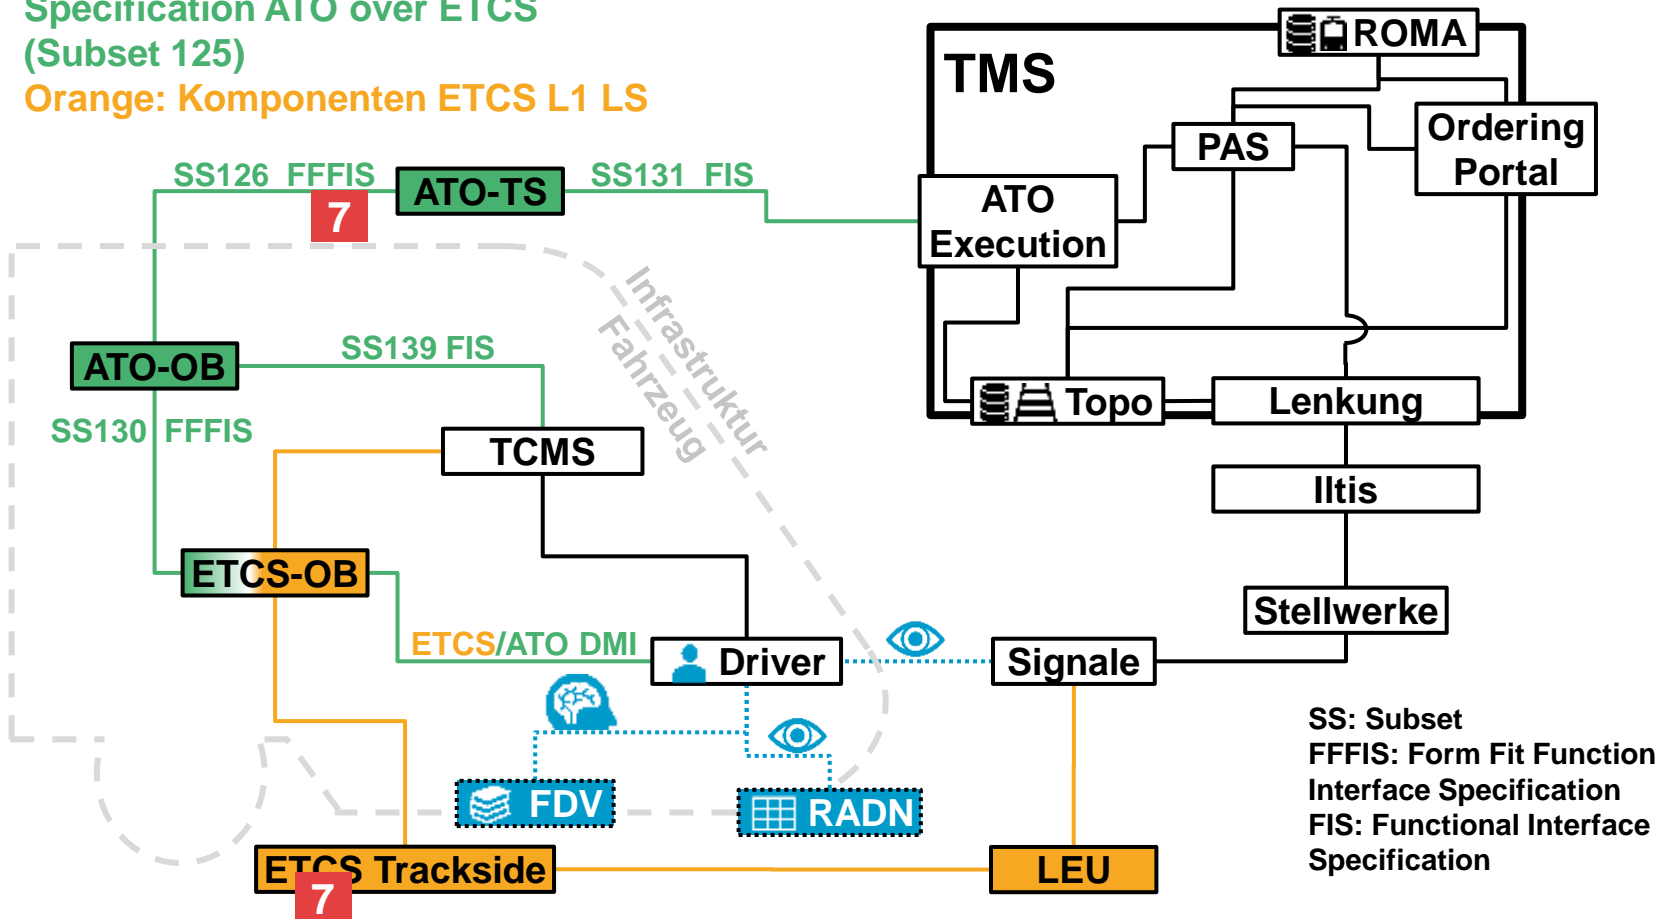 Specification ATO over ETCS
(Subset 125)
Orange: Komponenten ETCS L1 LS
TMS
ROMA
PAS
Ordering
Portal
SS126 FFFIS
7
ATO-TS
SS131 FIS
ATO
Execution
Infrastruktur
Fahrzeug
ATO-OB
SS139 FIS
Topo
Lenkung
SS130 FFFIS
TCMS
Iltis
ETCS-OB
Stellwerke
ETCS/ATO DMI
Driver
Signale
FDV
RADN
ETCS Trackside
7
LEU
SS: Subset
FFFIS: Form Fit Function
Interface Specification
FIS: Functional Interface
Specification